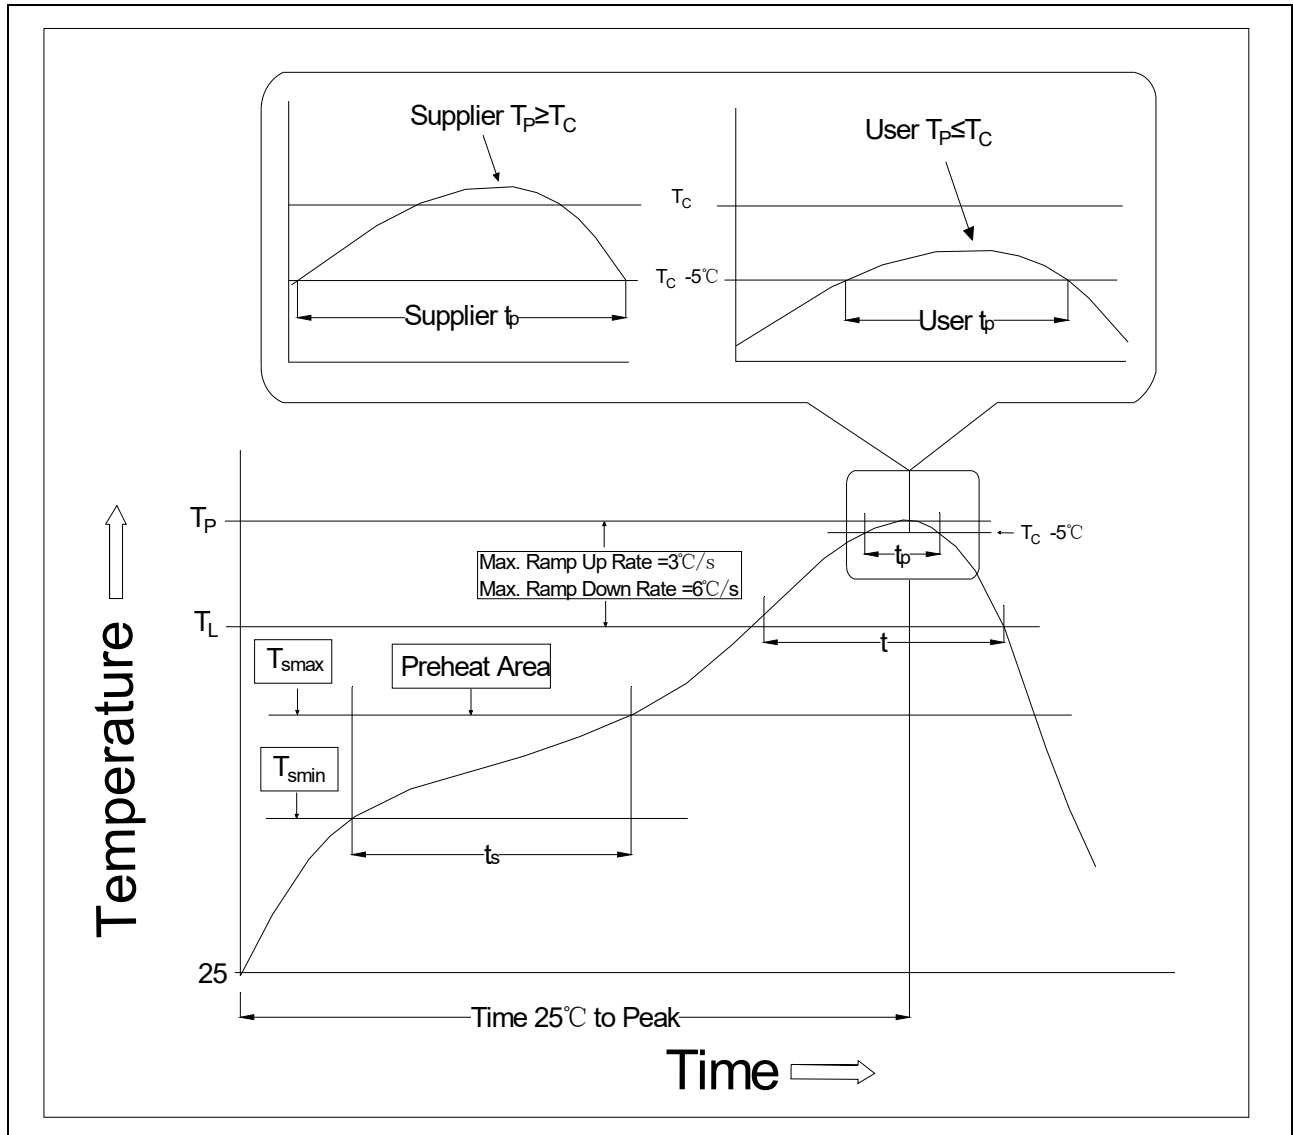 Supplier TP≥TC
User TP≤TC
TC
TC -5℃
Supplier tp
User tp
TP
TC -5℃
tp
Max. Ramp Up Rate =3℃/s
Max. Ramp Down Rate =6℃/s
TL
t
Tsmax
Preheat Area
Tsmin
ts
Temperature
25
Time 25℃ to Peak
Time